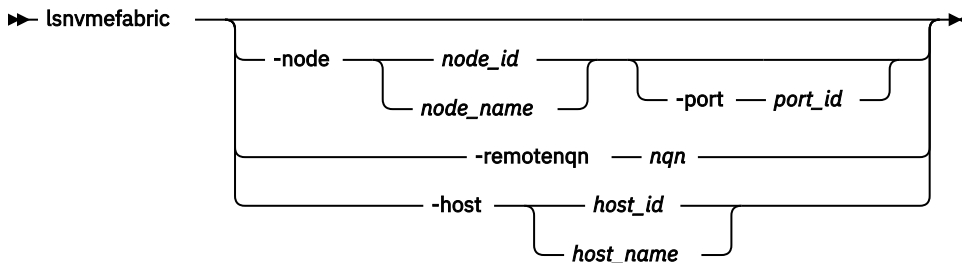 lsnvmefabric
-node node_id
node_name
-port port_id
-remotenqn nqn
-host host_id
host_name